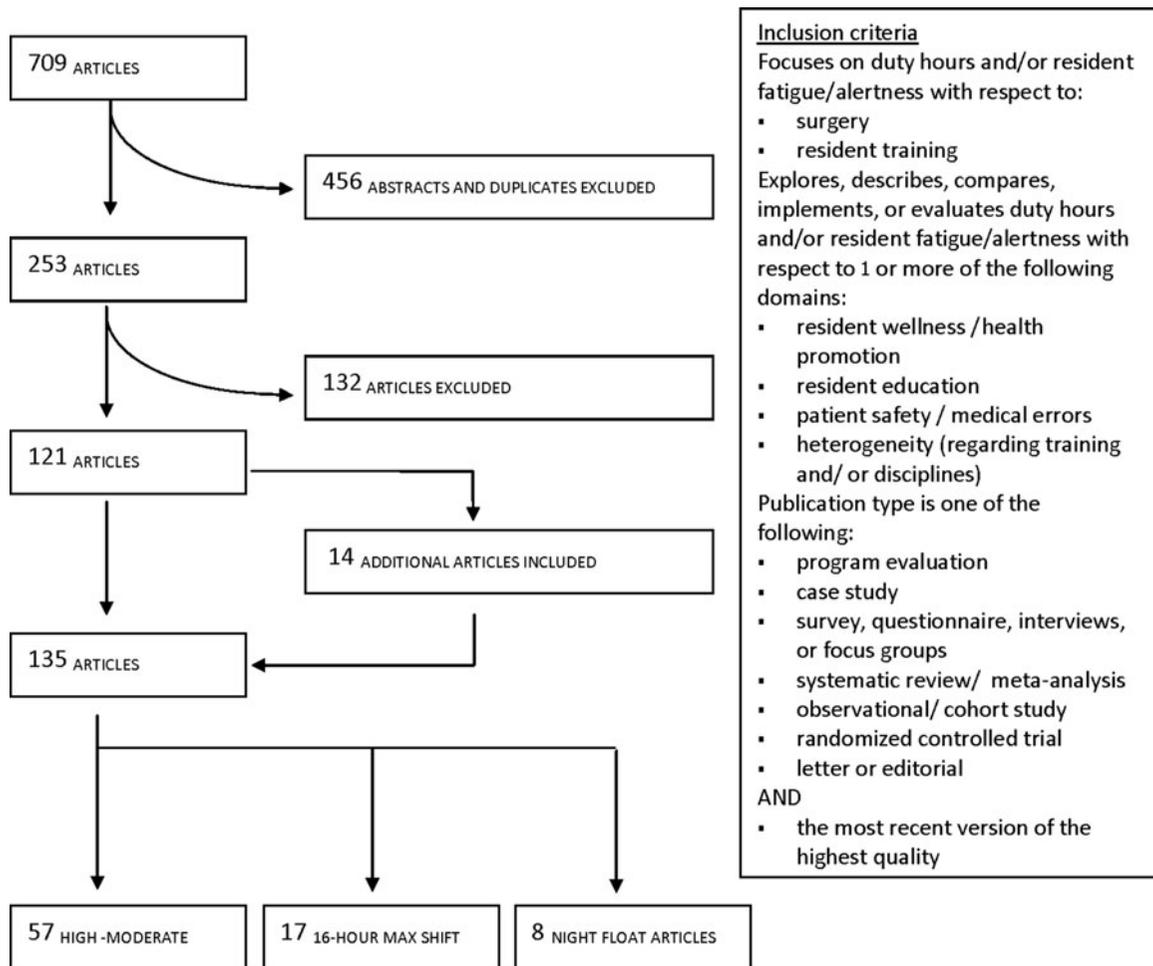 709 ARTICLES
456 ABSTRACTS AND DUPLICATES EXCLUDED
253 ARTICLES
132 ARTICLES EXCLUDED
121 ARTICLES
14 ADDITIONAL ARTICLES INCLUDED
135 ARTICLES
57 HIGH -MODERATE
17 16-HOUR MAX SHIFT
8 NIGHT FLOAT ARTICLES
Inclusion criteria
Focuses on duty hours and/or resident
fatigue/alertness with respect to:
▪ surgery
▪ resident training
Explores, describes, compares,
implements, or evaluates duty hours
and/or resident fatigue/alertness with
respect to 1 or more of the following
domains:
▪ resident wellness /health
promotion
▪ resident education
▪ patient safety / medical errors
▪ heterogeneity (regarding training
and/ or disciplines)
Publication type is one of the
following:
▪ program evaluation
▪ case study
▪ survey, questionnaire, interviews,
or focus groups
▪ systematic review/ meta-analysis
▪ observational/ cohort study
▪ randomized controlled trial
▪ letter or editorial
AND
▪ the most recent version of the
highest quality